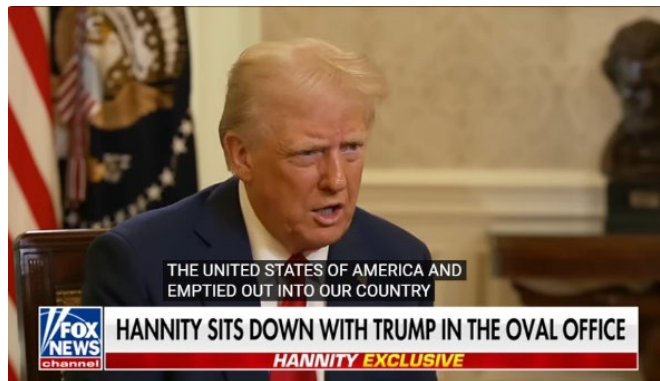 THE UNITED STATES OF AMERICA AND
EMPTIED OUT INTO OUR COUNTRY
FOX
NEWS
channel
HANNITY SITS DOWN WITH TRUMP IN THE OVAL OFFICE
HANNITY EXCLUSIVE